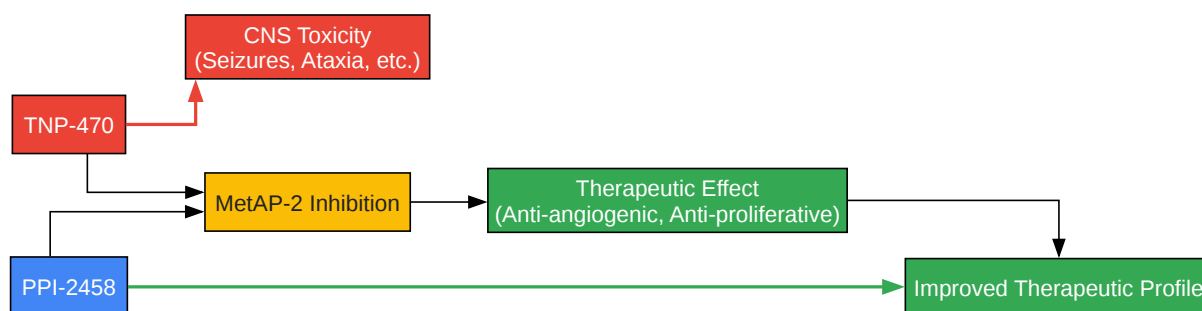 CNS Toxicity
(Seizures, Ataxia, etc.)
TNP-470
MetAP-2 Inhibition
Therapeutic Effect
(Anti-angiogenic, Anti-proliferative)
PPI-2458
Improved Therapeutic Profile